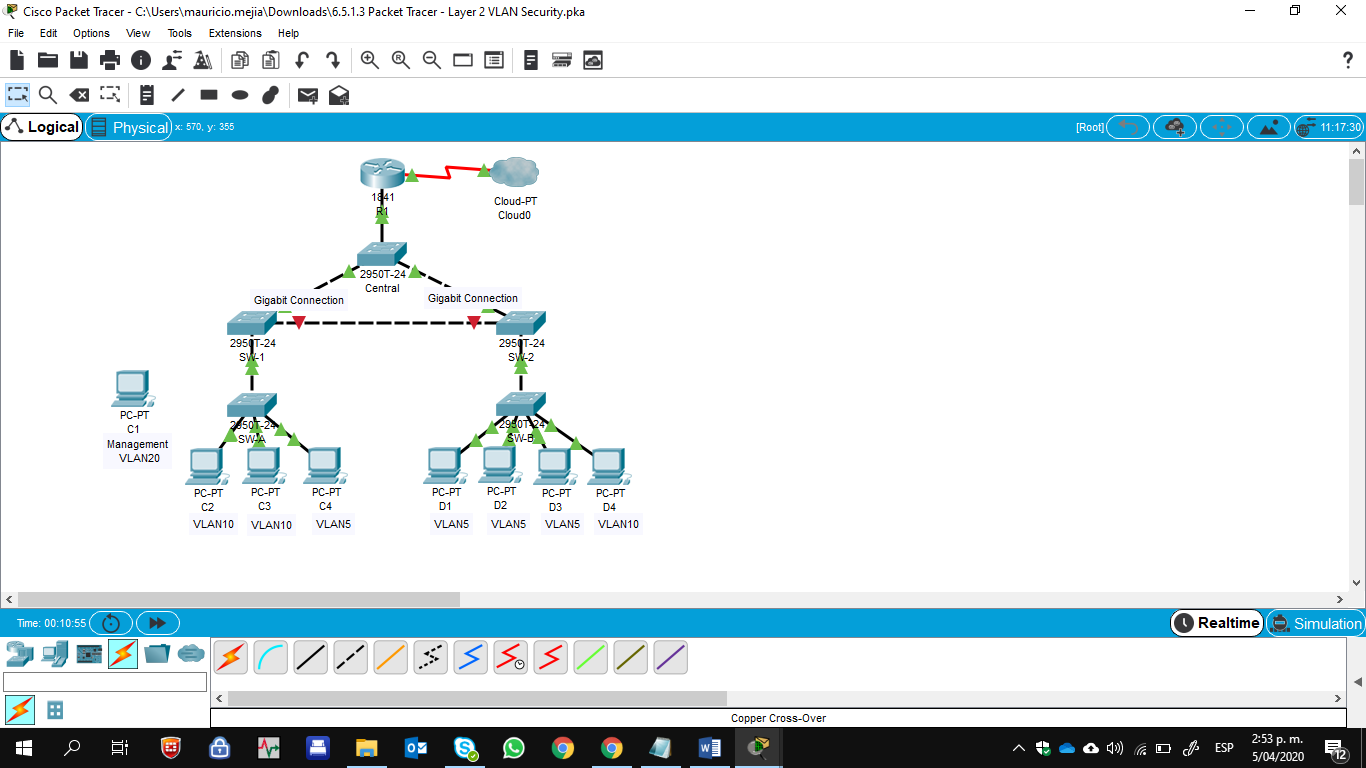 Cisco Packet Tracer - C:\Users\mauricio.mejia\Downloads\6.5.1.3 Packet Tracer - Layer 2 VLAN Security.pka
File Edit Options View Tools Extensions Help
Logical Physical x: 570, y: 355 [Root] 11:17:30
1841
R1
Cloud-PT
Cloud0
2950T-24
Central
Gigabit Connection
Gigabit Connection
2950T-24
SW-1
2950T-24
SW-2
PC-PT
C1
Management
VLAN20
2950T-24
SW-A
2950T-24
SW-B
PC-PT
C2
VLAN10
PC-PT
C3
VLAN10
PC-PT
C4
VLAN5
PC-PT
D1
VLAN5
PC-PT
D2
VLAN5
PC-PT
D3
VLAN5
PC-PT
D4
VLAN10
Time: 00:10:55 Realtime Simulation
Copper Cross-Over
ESP
2:53 p. m.
5/04/2020
12